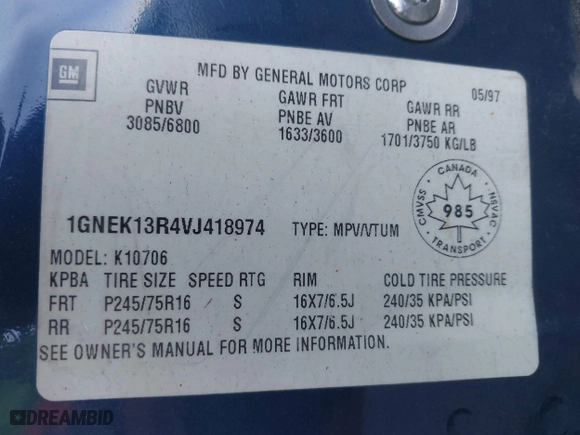 GM
MFD BY GENERAL MOTORS CORP 05/97
GVWR GAWR FRT GAWR RR
PNBV PNBE AV PNBE AR
3085/6800 1633/3600 1701/3750 KG/LB
1GNEK13R4VJ418974 TYPE: MPV/VTUM
CANADA
CMVSS 985 NSVAC
TRANSPORT
MODEL: K10706
KPBA TIRE SIZE SPEED RTG RIM COLD TIRE PRESSURE
FRT P245/75R16 S 16X7/6.5J 240/35 KPA/PSI
RR P245/75R16 S 16X7/6.5J 240/35 KPA/PSI
SEE OWNER'S MANUAL FOR MORE INFORMATION.
DREAMBID